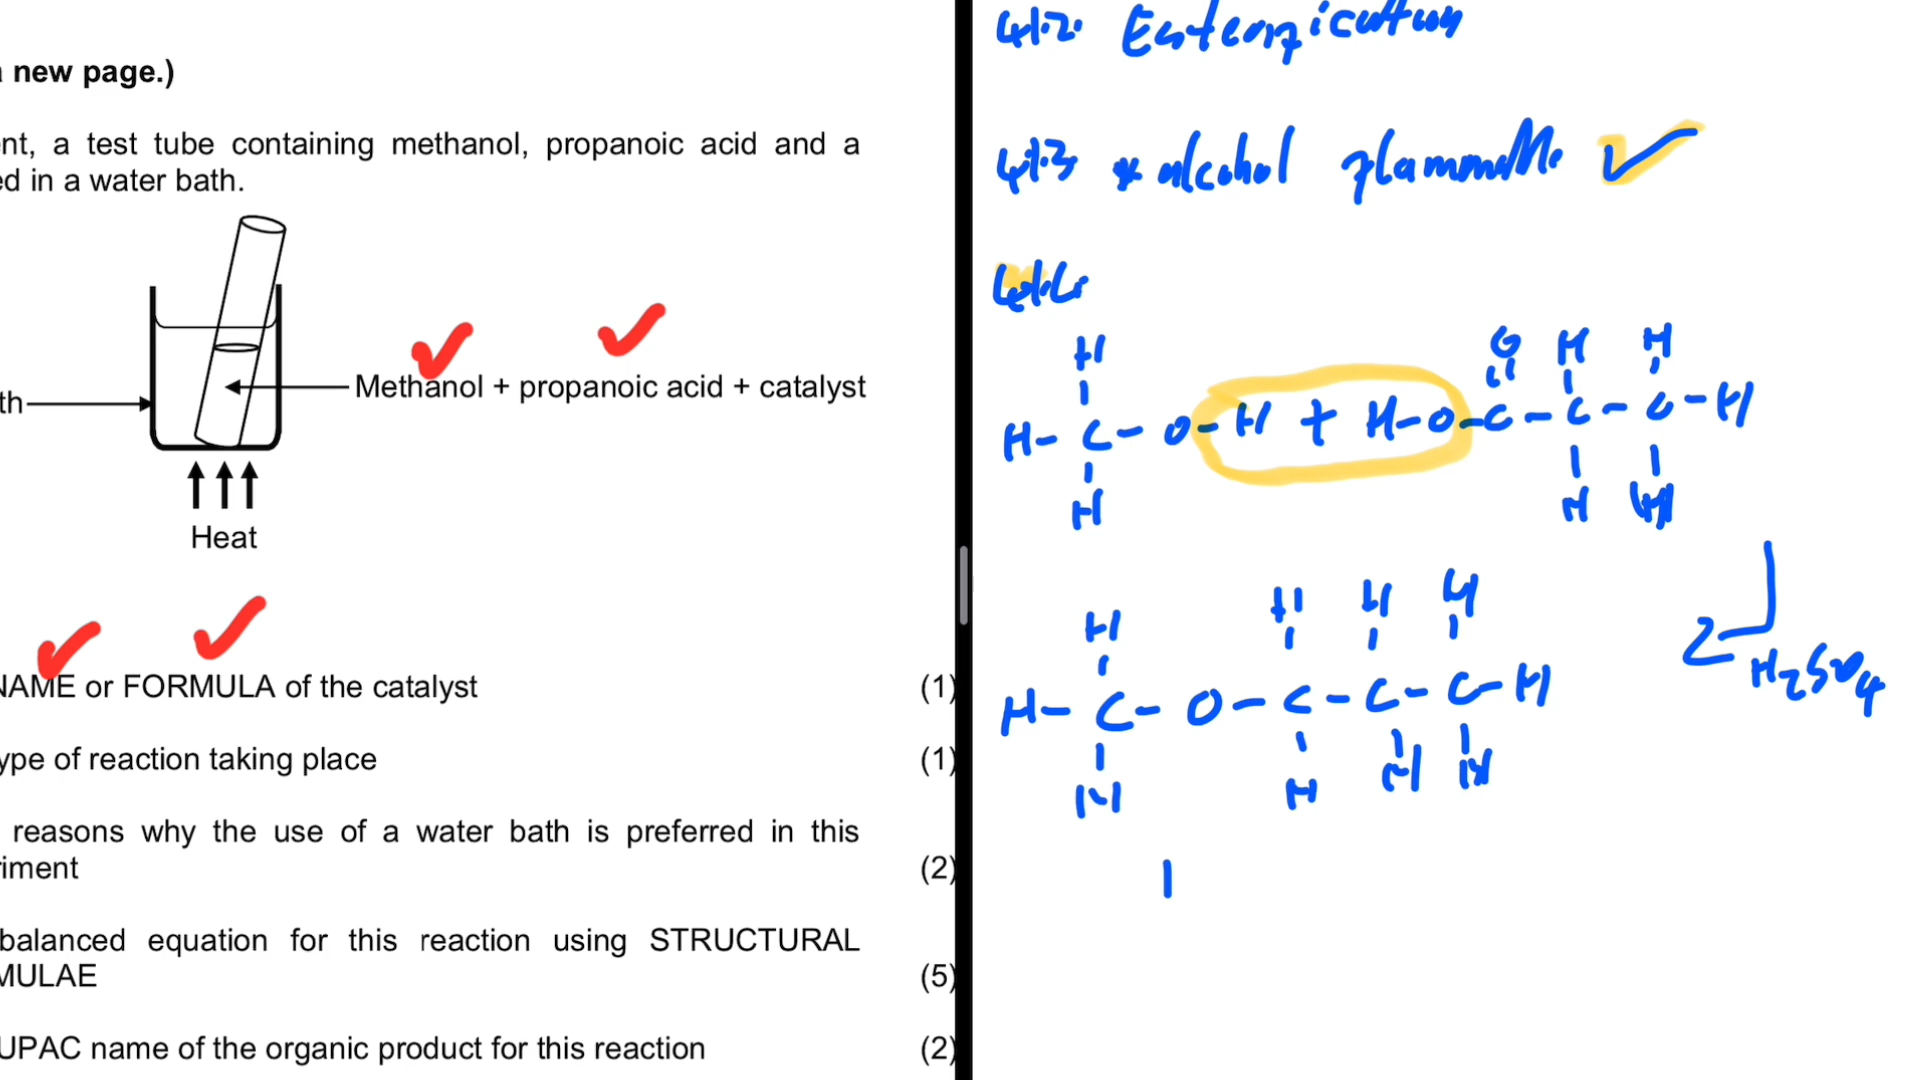 new page.)
nt, a test tube containing methanol, propanoic acid and a
ed in a water bath.
th
Methanol + propanoic acid + catalyst
Heat
NAME or FORMULA of the catalyst (1)
ype of reaction taking place (1)
reasons why the use of a water bath is preferred in this
riment (2)
balanced equation for this reaction using STRUCTURAL
MULAE (5)
UPAC name of the organic product for this reaction (2)
4.1.2. Esterification
4.1.3 * alcohol flammable
O H H
H
H - C - O - H + H - O - C - C - C - H
H H H
H H H H
H - C - O - C - C - C - H
H H H H
H2SO4